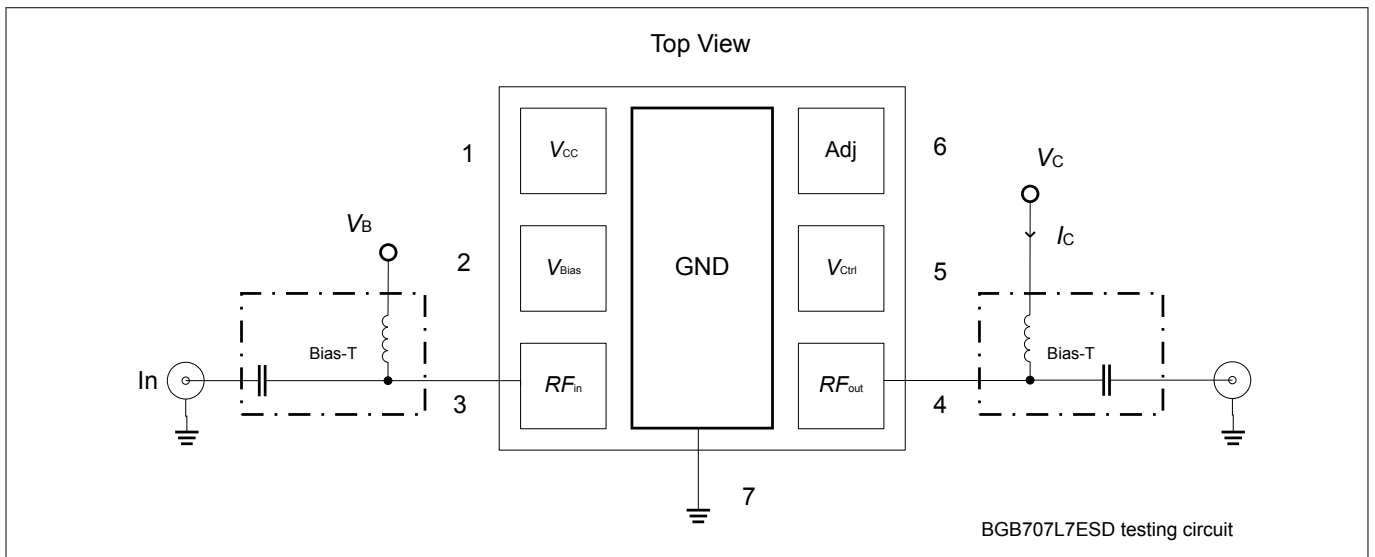 Top View
1
VCC
Adj
6
VC
VB
2
VBias
GND
VCtrl
5
IC
Bias-T
Bias-T
In
3
RFin
RFout
4
7
BGB707L7ESD testing circuit